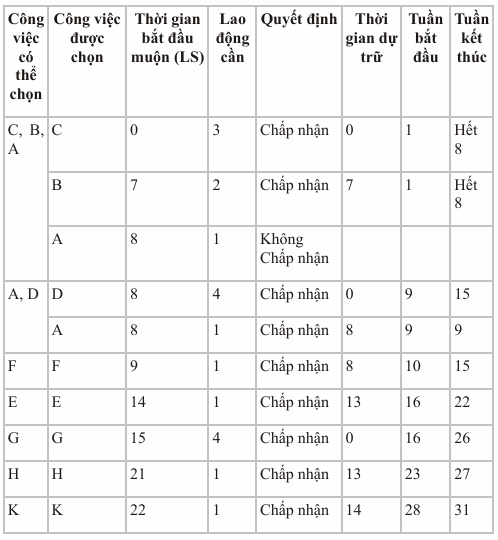 Công việc có thể chọn | Công việc được chọn | Thời gian bắt đầu muộn (LS) | Lao động cần | Quyết định | Thời gian dự trữ | Tuần bắt đầu | Tuần kết thúc
C, B, A | C | 0 | 3 | Chấp nhận | 0 | 1 | Hết 8
B | 7 | 2 | Chấp nhận | 7 | 1 | Hết 8
A | 8 | 1 | Không Chấp nhận
A, D | D | 8 | 4 | Chấp nhận | 0 | 9 | 15
A | 8 | 1 | Chấp nhận | 8 | 9 | 9
F | F | 9 | 1 | Chấp nhận | 8 | 10 | 15
E | E | 14 | 1 | Chấp nhận | 13 | 16 | 22
G | G | 15 | 4 | Chấp nhận | 0 | 16 | 26
H | H | 21 | 1 | Chấp nhận | 13 | 23 | 27
K | K | 22 | 1 | Chấp nhận | 14 | 28 | 31